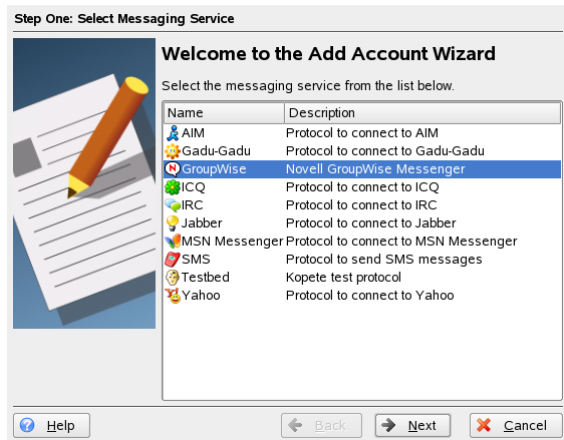 Step One: Select Messaging Service
Welcome to the Add Account Wizard
Select the messaging service from the list below.
Name Description
AIM Protocol to connect to AIM
Gadu-Gadu Protocol to connect to Gadu-Gadu
GroupWise Novell GroupWise Messenger
ICQ Protocol to connect to ICQ
IRC Protocol to connect to IRC
Jabber Protocol to connect to Jabber
MSN Messenger Protocol to connect to MSN Messenger
SMS Protocol to send SMS messages
Testbed Kopete test protocol
Yahoo Protocol to connect to Yahoo
Help Back Next Cancel